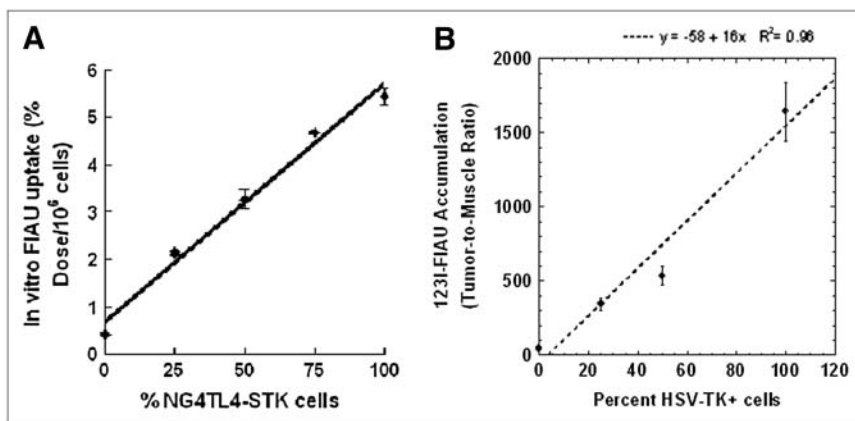 A
In vitro FIAU uptake (%
Dose/10⁶ cells)
6
5
4
3
2
1
0
0 25 50 75 100
% NG4TL4-STK cells
B
y = -58 + 16x R²= 0.96
123I-FIAU Accumulation
(Tumor-to-Muscle Ratio)
2000
1500
1000
500
0
0 20 40 60 80 100 120
Percent HSV-TK+ cells